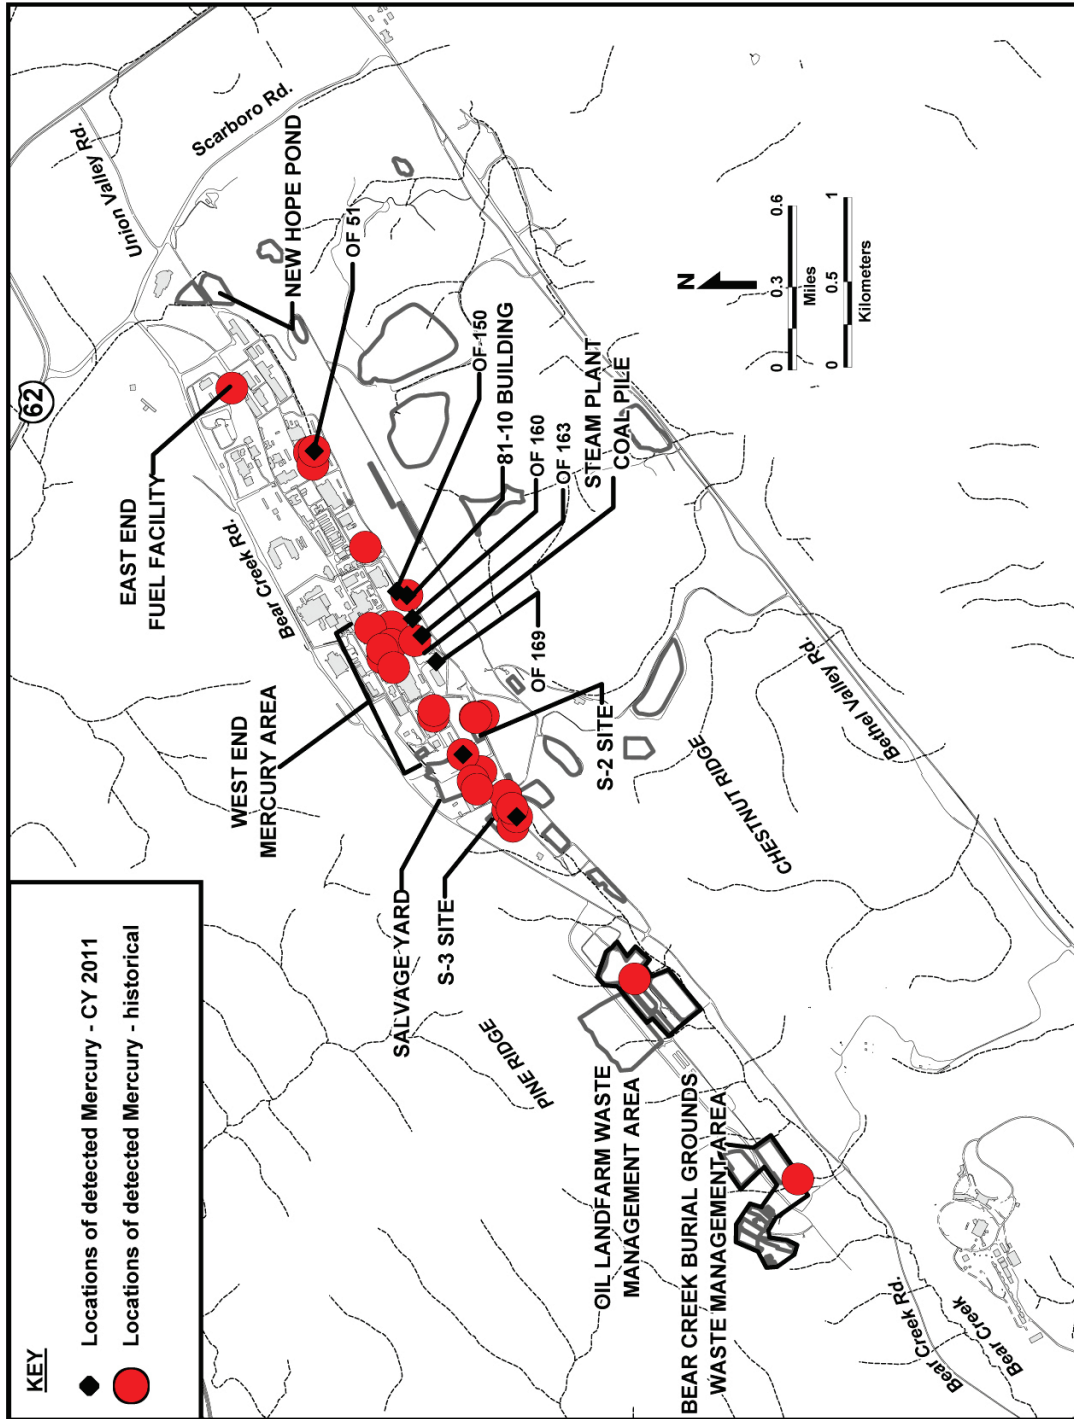 KEY
Locations of detected Mercury - CY 2011
Locations of detected Mercury - historical
62
Union Valley Rd.
Scarboro Rd.
NEW HOPE POND
OF 51
EAST END
FUEL FACILITY
Bear Creek Rd.
WEST END
MERCURY AREA
OF 150
81-10 BUILDING
OF 160
OF 163
STEAM PLANT
COAL PILE
OF 169
S-2 SITE
SALVAGE YARD
S-3 SITE
PINE RIDGE
CHESTNUT RIDGE
Bethel Valley Rd.
OIL LANDFARM WASTE
MANAGEMENT AREA
BEAR CREEK BURIAL GROUNDS
WASTE MANAGEMENT AREA
Bear Creek Rd.
Bear Creek
N
0 0.3 0.6
Miles
0 0.5 1
Kilometers